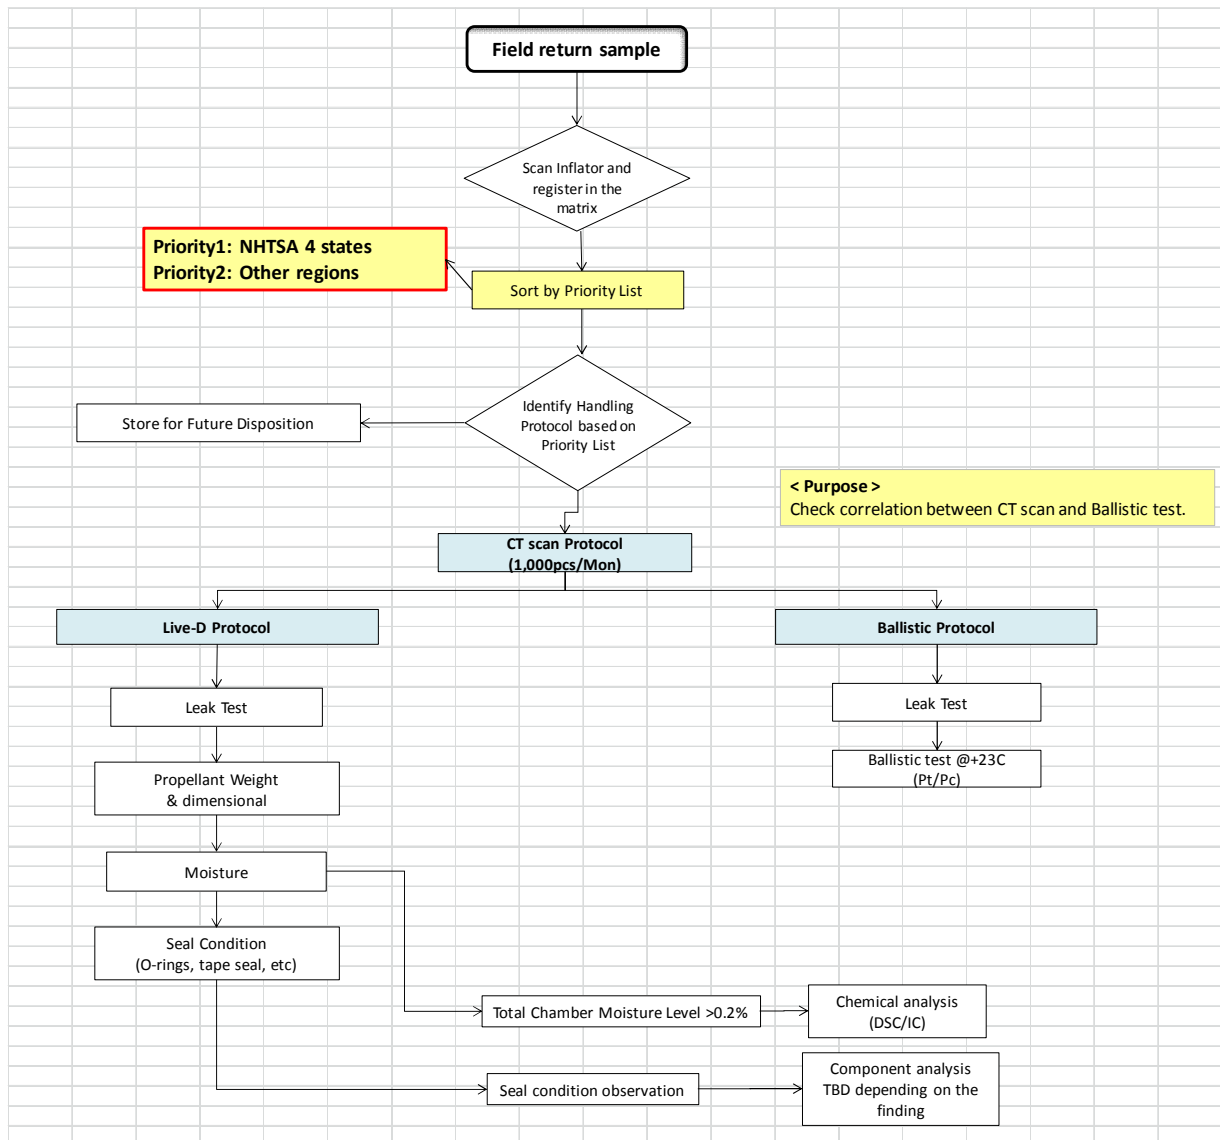 Field return sample
Scan Inflator and
register in the
matrix
Priority1: NHTSA 4 states
Priority2: Other regions
Sort by Priority List
Identify Handling
Protocol based on
Priority List
Store for Future Disposition
< Purpose >
Check correlation between CT scan and Ballistic test.
CT scan Protocol
(1,000pcs/Mon)
Live-D Protocol
Ballistic Protocol
Leak Test
Leak Test
Propellant Weight
& dimensional
Ballistic test @+23C
(Pt/Pc)
Moisture
Seal Condition
(O-rings, tape seal, etc)
Total Chamber Moisture Level >0.2%
Chemical analysis
(DSC/IC)
Seal condition observation
Component analysis
TBD depending on the
finding